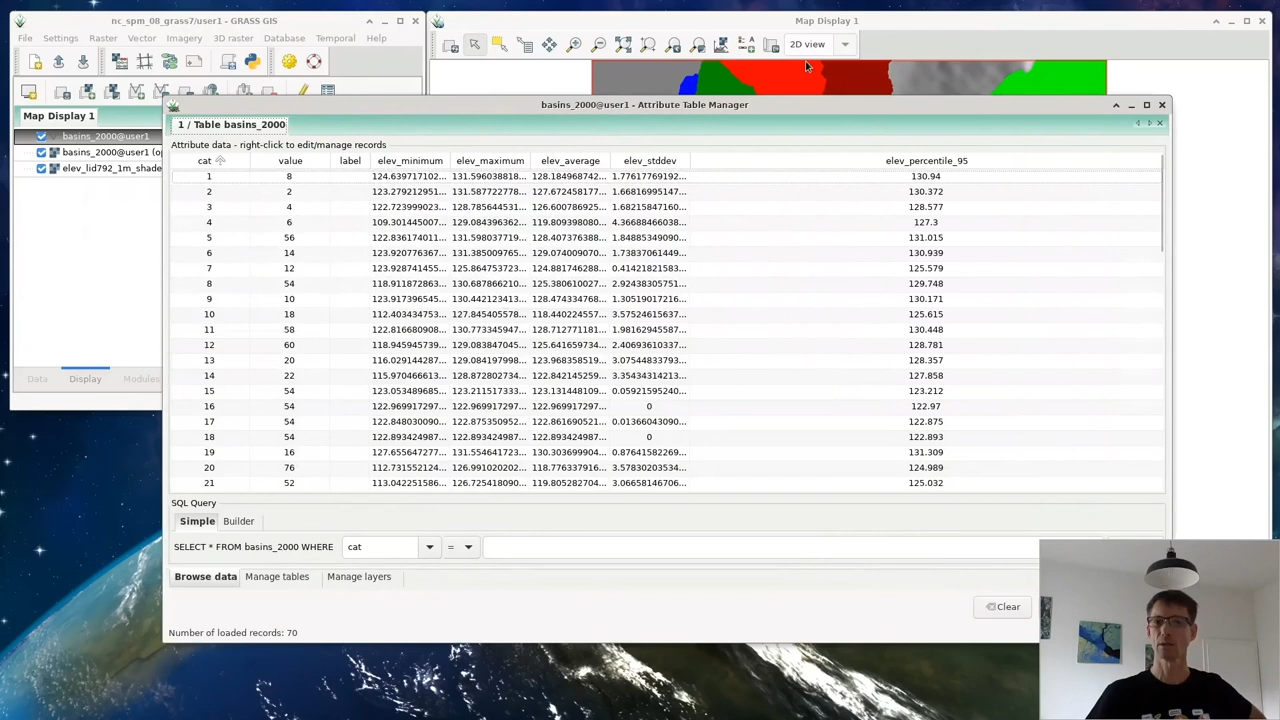 nc_spm_08_grass7/user1 - GRASS GIS
Map Display 1
File Settings Raster Vector Imagery 3D raster Database Temporal Help
2D view
Map Display 1
basins_2000@user1
basins_2000@user1 (o
elev_lid792_1m_shade
Data Display Modules
basins_2000@user1 - Attribute Table Manager
1 / Table basins_2000
Attribute data - right-click to edit/manage records
cat value label elev_minimum elev_maximum elev_average elev_stddev elev_percentile_95
1 8 124.639717102... 131.596038818... 128.184968742... 1.77617769192... 130.94
2 2 123.279212951... 131.587722778... 127.672458177... 1.66816995147... 130.372
3 4 122.723999023... 128.785644531... 126.600786925... 1.68215847160... 128.577
4 6 109.301445007... 129.084396362... 119.809398080... 4.36688466038... 127.3
5 56 122.836174011... 131.598037719... 128.407376388... 1.84885349090... 131.015
6 14 123.920776367... 131.385009765... 129.074009070... 1.73837061449... 130.939
7 12 123.928741455... 125.864753723... 124.881746288... 0.41421821583... 125.579
8 54 118.911872863... 130.687866210... 125.380610027... 2.92438305751... 129.748
9 10 123.917396545... 130.442123413... 128.474334768... 1.30519017216... 130.171
10 18 112.403434753... 127.845405578... 118.440224557... 3.57524615637... 125.615
11 58 122.816680908... 130.773345947... 128.712771181... 1.98162945587... 130.448
12 60 118.945945739... 129.083847045... 125.641659734... 2.40693610337... 128.781
13 20 116.029144287... 129.084197998... 123.968358519... 3.07544833793... 128.357
14 22 115.970466613... 128.872802734... 122.842145259... 3.35434314213... 127.858
15 54 123.053489685... 123.211517333... 123.131448109... 0.05921595240... 123.212
16 54 122.969917297... 122.969917297... 122.969917297... 0 122.97
17 54 122.848030090... 122.875350952... 122.861690521... 0.01366043090... 122.875
18 54 122.893424987... 122.893424987... 122.893424987... 0 122.893
19 16 127.655647277... 131.554641723... 130.303699904... 0.87641582269... 131.309
20 76 112.731552124... 126.991020202... 118.776337916... 3.57830203534... 124.989
21 52 113.042251586... 126.725418090... 119.805282704... 3.06658146706... 125.032
SQL Query
Simple Builder
SELECT * FROM basins_2000 WHERE cat =
Browse data Manage tables Manage layers
Clear
Number of loaded records: 70